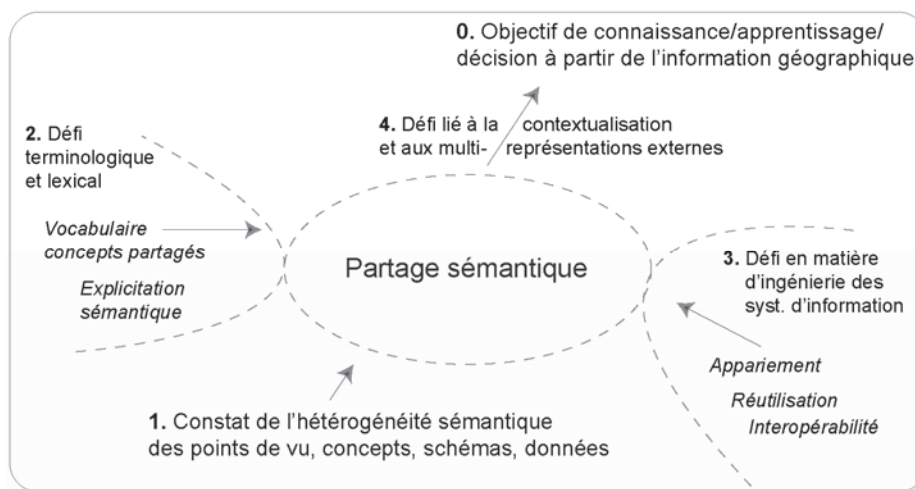 0. Objectif de connaissance/apprentissage/
décision à partir de l'information géographique
4. Défi lié à la contextualisation
et aux multi- représentations externes
2. Défi
terminologique
et lexical
Vocabulaire
concepts partagés
Explicitation
sémantique
Partage sémantique
3. Défi en matière
d'ingénierie des
syst. d'information
Appariement
Réutilisation
Interopérabilité
1. Constat de l'hétérogénéité sémantique
des points de vu, concepts, schémas, données